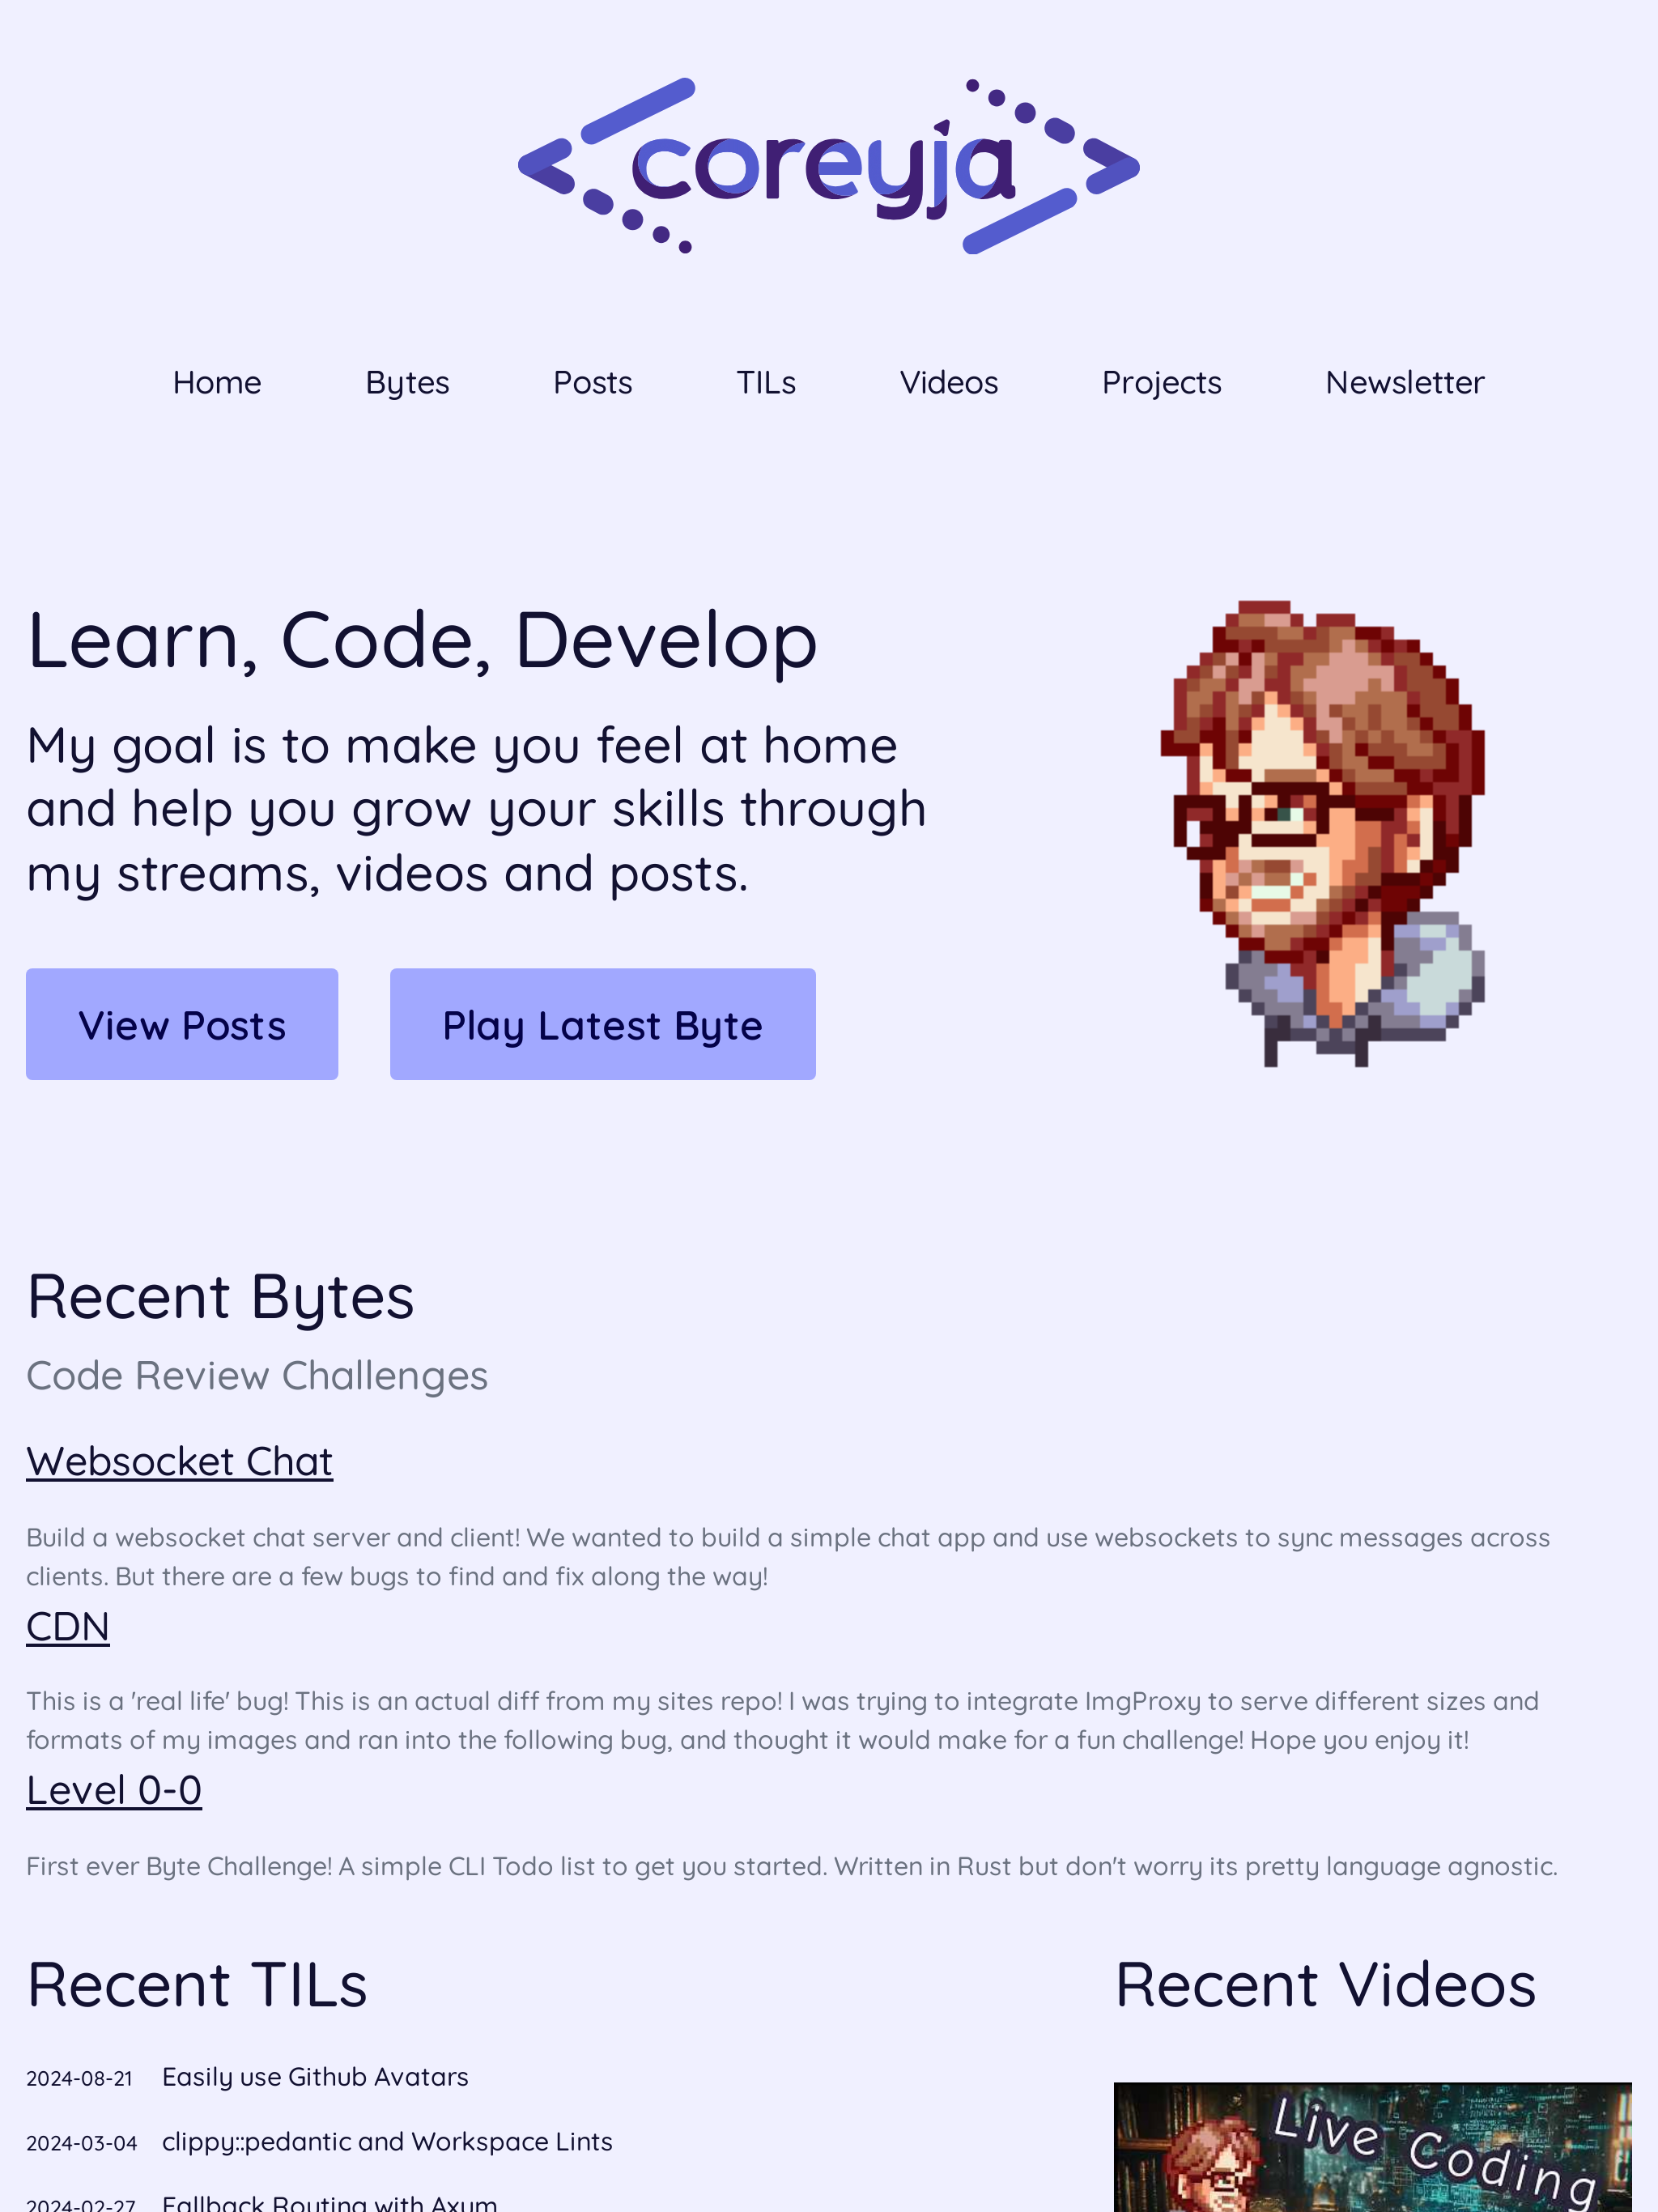 coreyja
Home Bytes Posts TILs Videos Projects Newsletter
Learn, Code, Develop
My goal is to make you feel at home
and help you grow your skills through
my streams, videos and posts.
View Posts Play Latest Byte
Recent Bytes
Code Review Challenges
Websocket Chat
Build a websocket chat server and client! We wanted to build a simple chat app and use websockets to sync messages across
clients. But there are a few bugs to find and fix along the way!
CDN
This is a 'real life' bug! This is an actual diff from my sites repo! I was trying to integrate ImgProxy to serve different sizes and
formats of my images and ran into the following bug, and thought it would make for a fun challenge! Hope you enjoy it!
Level 0-0
First ever Byte Challenge! A simple CLI Todo list to get you started. Written in Rust but don't worry its pretty language agnostic.
Recent TILs
2024-08-21 Easily use Github Avatars
2024-03-04 clippy::pedantic and Workspace Lints
2024-02-27 Fallback Routing with Axum
Recent Videos
Live Coding